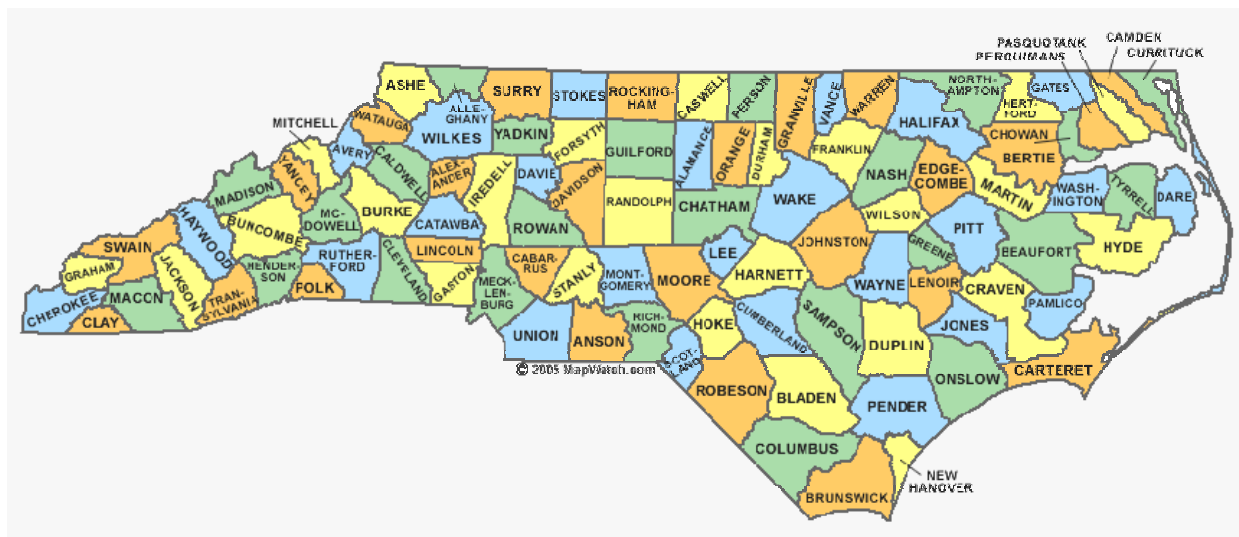 CAMDEN
PASQUOTANK
CURRITUCK
PERQUIMANS
ASHE
ALLE-
GHANY
SURRY
STOKES
ROCKING-
HAM
CASWELL
PERSON
GRANVILLE
VANCE
WARREN
NORTH-
AMPTON
HERT-
FORD
GATES
MITCHELL
WATAUGA
WILKES
YADKIN
FORSYTH
GUILFORD
ALAMANCE
ORANGE
DURHAM
FRANKLIN
HALIFAX
CHOWAN
BERTIE
AVERY
CALDWELL
ALEX-
ANDER
IREDELL
DAVIE
DAVIDSON
RANDOLPH
CHATHAM
WAKE
NASH
EDGE-
COMBE
MARTIN
WASH-
INGTON
TYRRELL
DARE
MADISON
YANCEY
MC-
DOWELL
BURKE
CATAWBA
ROWAN
WILSON
PITT
BEAUFORT
HYDE
HAYWOOD
BUNCOMBE
RUTHER-
FORD
CLEVELAND
LINCOLN
CABAR-
RUS
STANLY
MONT-
GOMERY
MOORE
LEE
HARNETT
JOHNSTON
WAYNE
GREENE
LENOIR
CRAVEN
PAMLICO
SWAIN
GRAHAM
JACKSON
HENDER-
SON
FOLK
GASTON
MECK-
LEN-
BURG
CHEROKEE
MACON
TRAN-
SYLVANIA
CLAY
UNION
ANSON
RICH-
MOND
SCOT-
LAND
HOKE
CUMBERLAND
SAMPSON
DUPLIN
JONES
CARTERET
© 2005 MapWatch.com
ROBESON
BLADEN
PENDER
ONSLOW
COLUMBUS
BRUNSWICK
NEW
HANOVER